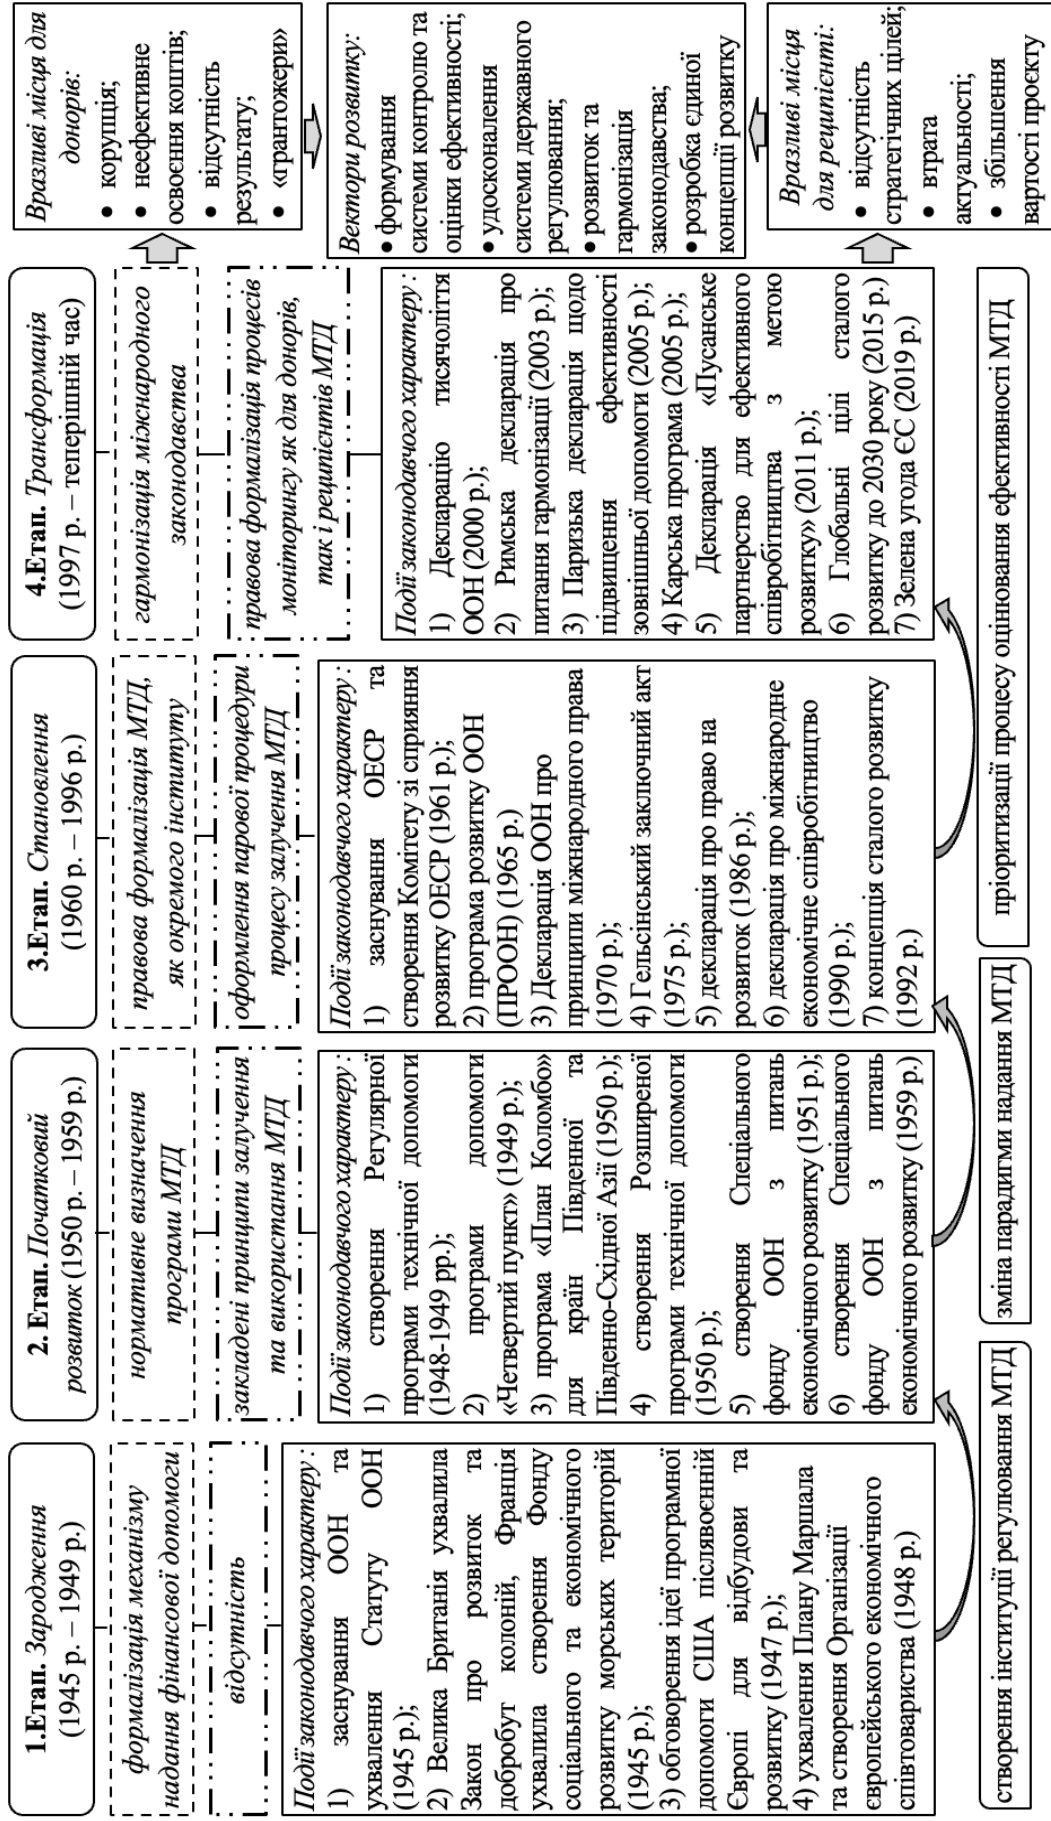 1.Етап. Зародження
(1945 р. – 1949 р.)
формалізація механізму
надання фінансової допомоги
відсутність
Події законодавчого характеру:
1) заснування ООН та
ухвалення Статуту ООН
(1945 р.);
2) Велика Британія ухвалила
Закон про розвиток та
добробут колоній, Франція
ухвалила створення Фонду
соціального та економічного
розвитку морських територій
(1945 р.);
3) обговорення ідеї програмної
допомоги США післявоєнній
Європі для відбудови та
розвитку (1947 р.);
4) ухвалення Плану Маршала
та створення Організації
європейського економічного
співтовариства (1948 р.)
2. Етап. Початковий
розвиток (1950 р. – 1959 р.)
нормативне визначення
програми МТД
закладені принципи залучення
та використання МТД
Події законодавчого характеру:
1) створення Регулярної
програми технічної допомоги
(1948-1949 рр.);
2) програми допомоги
«Четвертий пункт» (1949 р.);
3) програма «План Коломбо»
для країн Південної та
Південно-Східної Азії (1950 р.);
4) створення Розширеної
програми технічної допомоги
(1950 р.);
5) створення Спеціального
фонду ООН з питань
економічного розвитку (1951 р.);
6) створення Спеціального
фонду ООН з питань
економічного розвитку (1959 р.)
3.Етап. Становлення
(1960 р. – 1996 р.)
правова формалізація МТД,
як окремого інституту
оформлення парової процедури
процесу залучення МТД
Події законодавчого характеру:
1) заснування ОЕСР та
створення Комітету зі сприяння
розвитку ОЕСР (1961 р.);
2) програма розвитку ООН
(ПРООН) (1965 р.)
3) Декларація ООН про
принципи міжнародного права
(1970 р.);
4) Гельсінський заключний акт
(1975 р.);
5) декларація про право на
розвиток (1986 р.);
6) декларація про міжнародне
економічне співробітництво
(1990 р.);
7) концепція сталого розвитку
(1992 р.)
4.Етап. Трансформація
(1997 р. – теперішній час)
гармонізація міжнародного
законодавства
правова формалізація процесів
моніторингу як для донорів,
так і реципієнтів МТД
Події законодавчого характеру:
1) Декларацію тисячоліття
ООН (2000 р.);
2) Римська декларація про
питання гармонізації (2003 р.);
3) Паризька декларація щодо
підвищення ефективності
зовнішньої допомоги (2005 р.);
4) Карська програма (2005 р.);
5) Декларація «Пусанське
партнерство для ефективного
співробітництва з метою
розвитку» (2011 р.);
6) Глобальні цілі сталого
розвитку до 2030 року (2015 р.)
7) Зелена угода ЄС (2019 р.)
Вразливі місця для
донорів:
• корупція;
• неефективне
освоєння коштів;
• відсутність
результату;
• «грантожери»
Вектори розвитку:
• формування
системи контролю та
оцінки ефективності;
• удосконалення
системи державного
регулювання;
• розвиток та
гармонізація
законодавства;
• розробка єдиної
концепції розвитку
Вразливі місця
для реципієнті:
• відсутність
стратегічних цілей;
• втрата
актуальності;
• збільшення
вартості проєкту
створення інституції регулювання МТД
зміна парадигми надання МТД
пріоритизації процесу оцінювання ефективності МТД